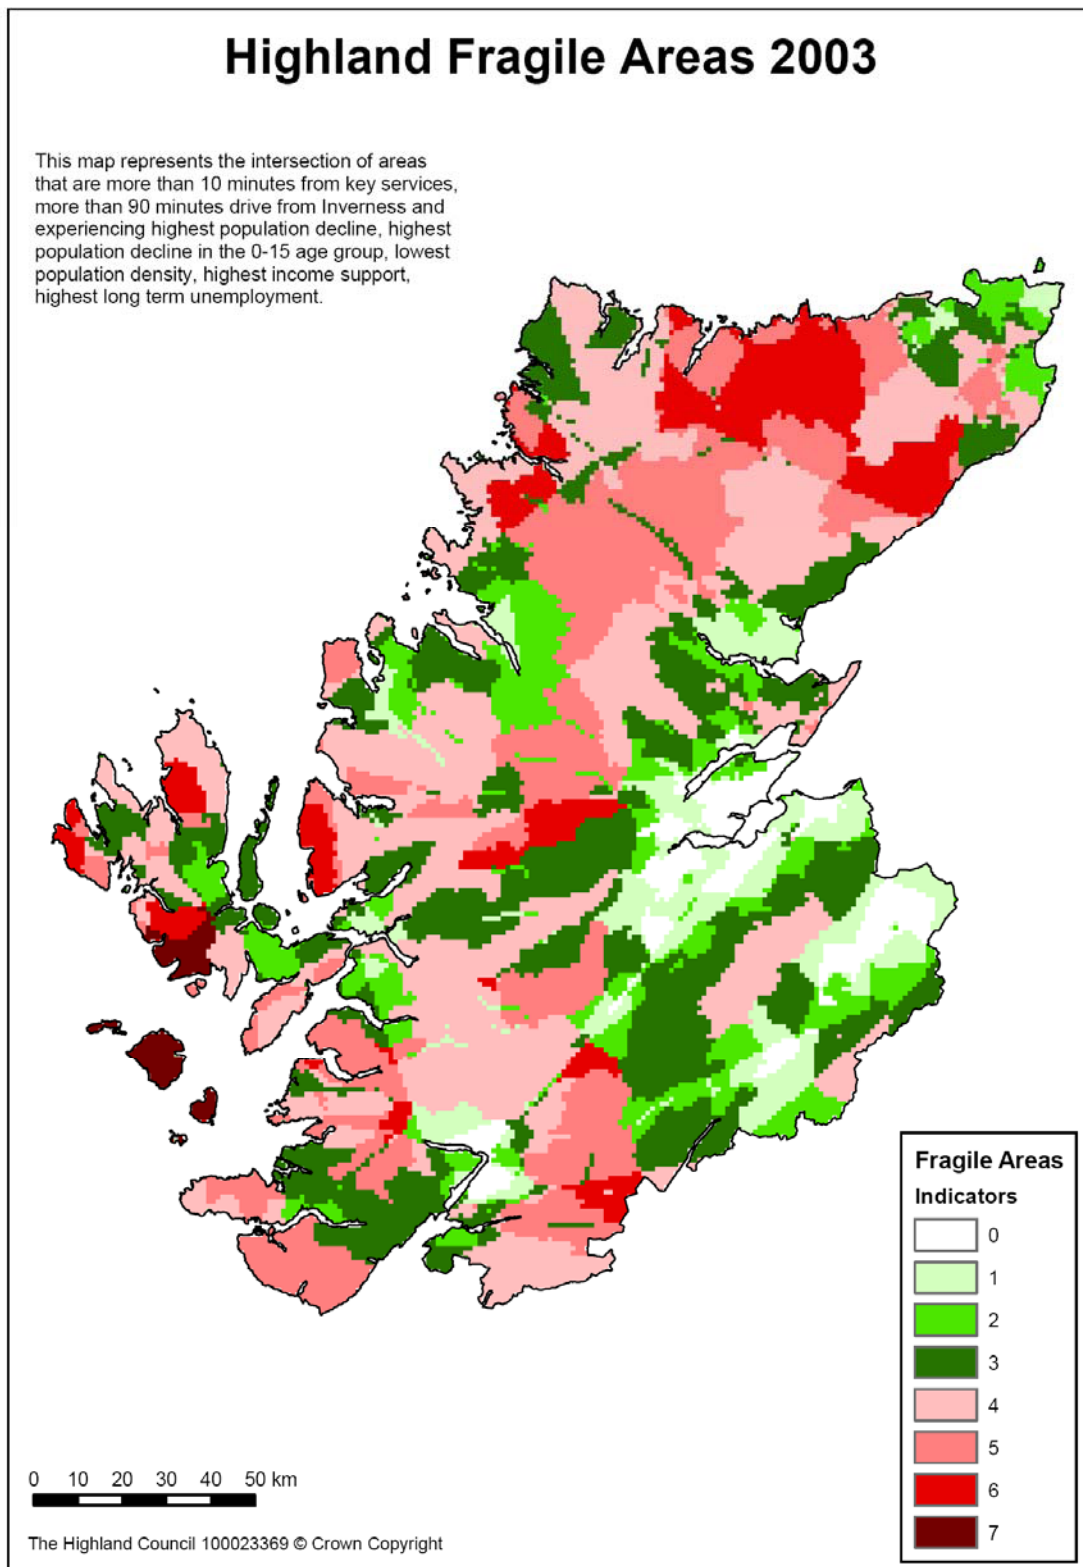 Highland Fragile Areas 2003
This map represents the intersection of areas
that are more than 10 minutes from key services,
more than 90 minutes drive from Inverness and
experiencing highest population decline, highest
population decline in the 0-15 age group, lowest
population density, highest income support,
highest long term unemployment.
Fragile Areas
Indicators
0
1
2
3
4
5
6
7
0 10 20 30 40 50 km
The Highland Council 100023369 © Crown Copyright